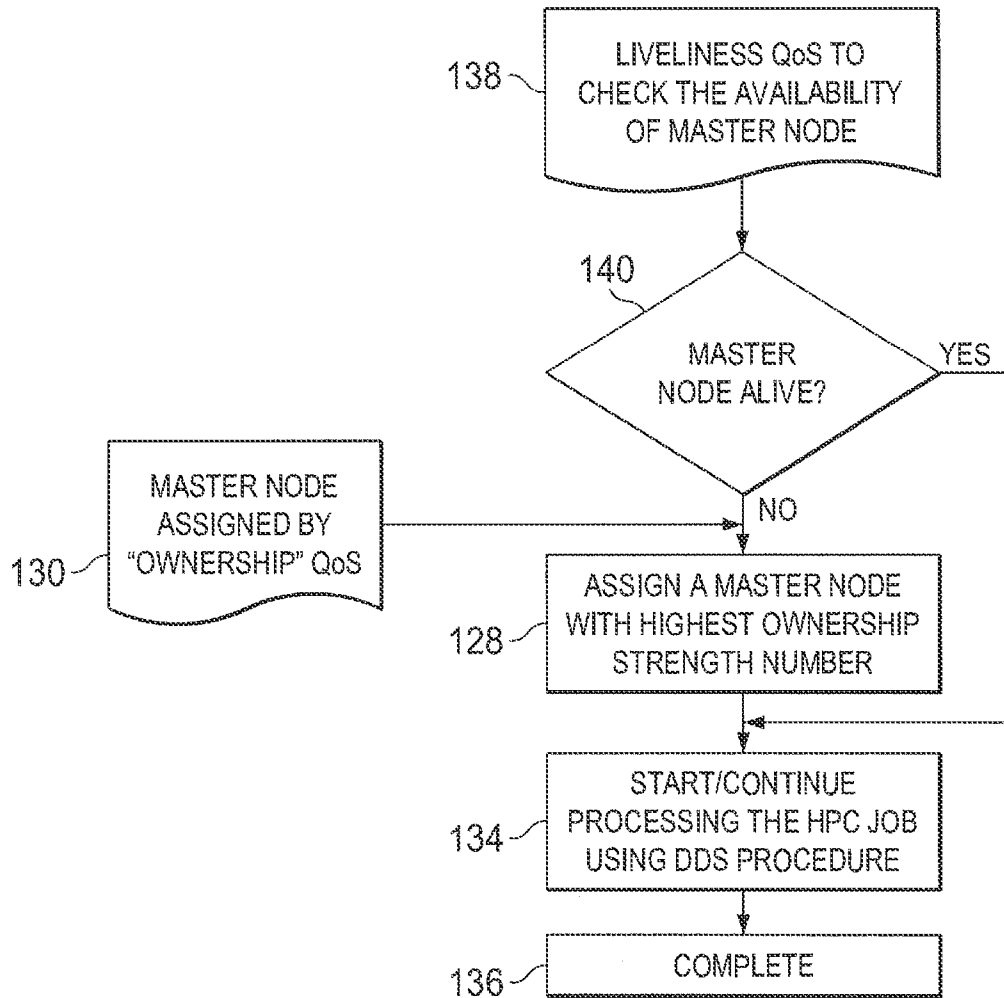 138
LIVELINESS QoS TO
CHECK THE AVAILABILITY
OF MASTER NODE
140
MASTER
NODE ALIVE?
YES
NO
130
MASTER NODE
ASSIGNED BY
“OWNERSHIP” QoS
128
ASSIGN A MASTER NODE
WITH HIGHEST OWNERSHIP
STRENGTH NUMBER
134
START/CONTINUE
PROCESSING THE HPC JOB
USING DDS PROCEDURE
136
COMPLETE